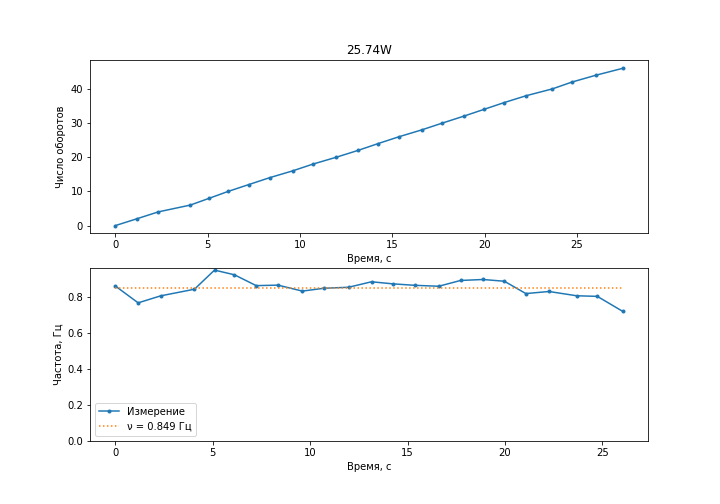 25.74W
Число оборотов
40
30
20
10
0
0 5 10 15 20 25
Время, с
Частота, Гц
0.8
0.6
0.4
0.2
0.0
Измерение
ν = 0.849 Гц
0 5 10 15 20 25
Время, с